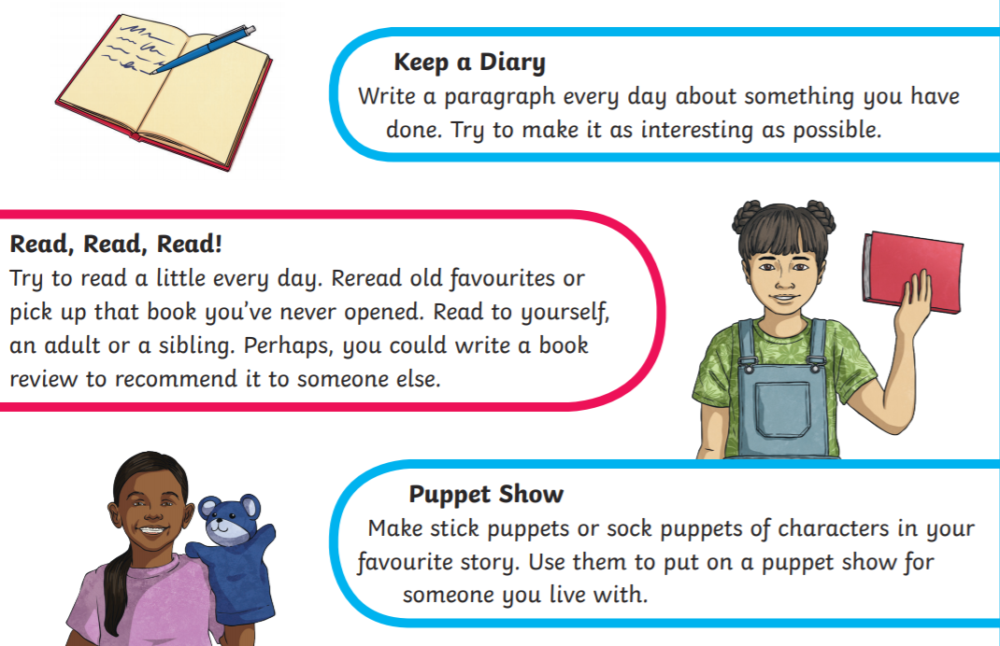 Keep a Diary
Write a paragraph every day about something you have
done. Try to make it as interesting as possible.
Read, Read, Read!
Try to read a little every day. Reread old favourites or
pick up that book you've never opened. Read to yourself,
an adult or a sibling. Perhaps, you could write a book
review to recommend it to someone else.
Puppet Show
Make stick puppets or sock puppets of characters in your
favourite story. Use them to put on a puppet show for
someone you live with.